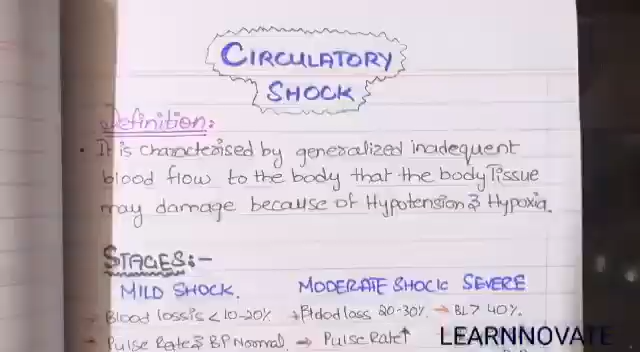 CIRCULATORY
SHOCK
Definition:
• It is characterised by generalized inadequent
blood flow to the body that the body Tissue
may damage because of Hypotension & Hypoxia.
STAGES:-
MILD SHOCK. MODERATE SHOCK SEVERE
→ Blood loss is < 10-20% → Blood loss 20-30% → BL > 40%.
→ Pulse Rate & BP Normal → Pulse Rate ↑
LEARNNOVATE